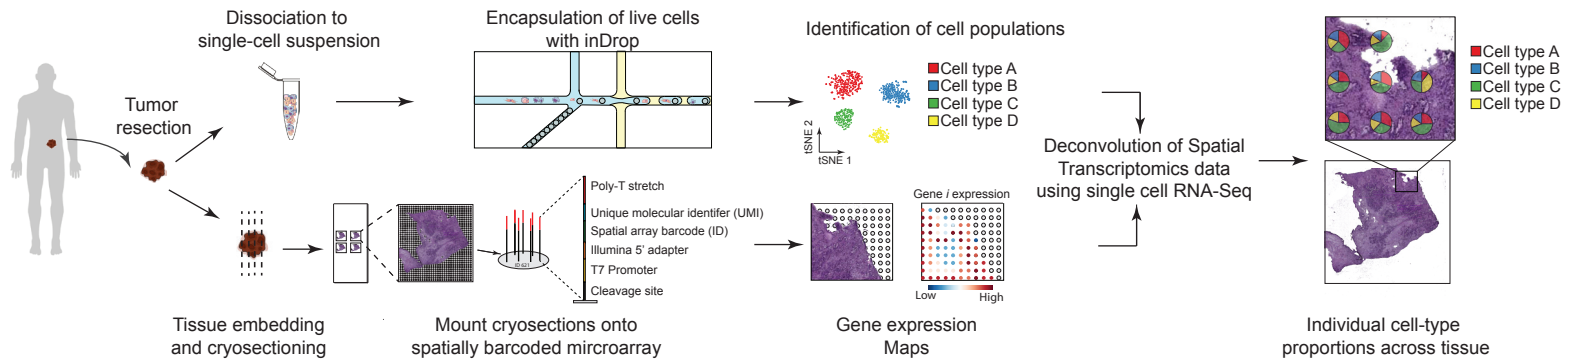 Dissociation to
single-cell suspension
Encapsulation of live cells
with inDrop
Identification of cell populations
Cell type A
Cell type B
Cell type C
Cell type D
tSNE 2
tSNE 1
Tumor
resection
Poly-T stretch
Unique molecular identifer (UMI)
Spatial array barcode (ID)
Illumina 5' adapter
T7 Promoter
Cleavage site
ID 621
Gene i expression
Low
High
Deconvolution of Spatial
Transcriptomics data
using single cell RNA-Seq
Cell type A
Cell type B
Cell type C
Cell type D
Tissue embedding
and cryosectioning
Mount cryosections onto
spatially barcoded mircroarray
Gene expression
Maps
Individual cell-type
proportions across tissue